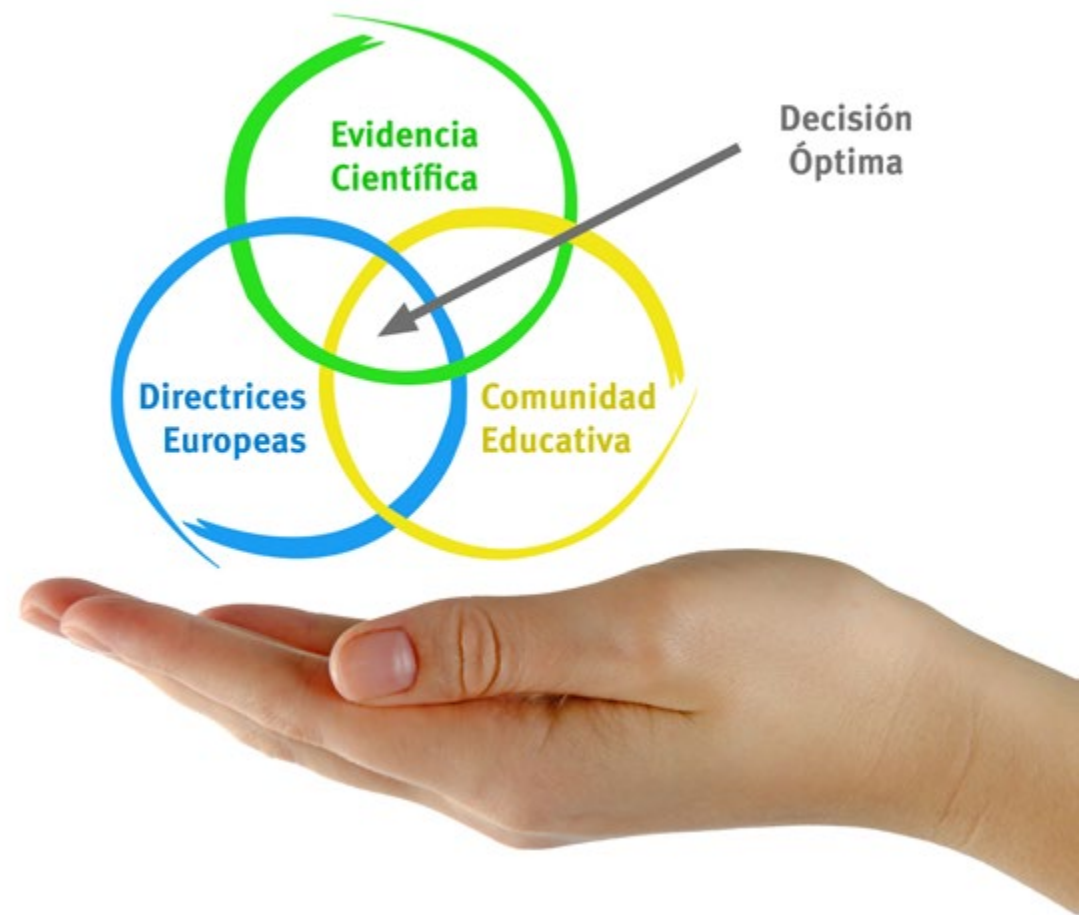 Evidencia
Científica
Decisión
Óptima
Directrices
Europeas
Comunidad
Educativa